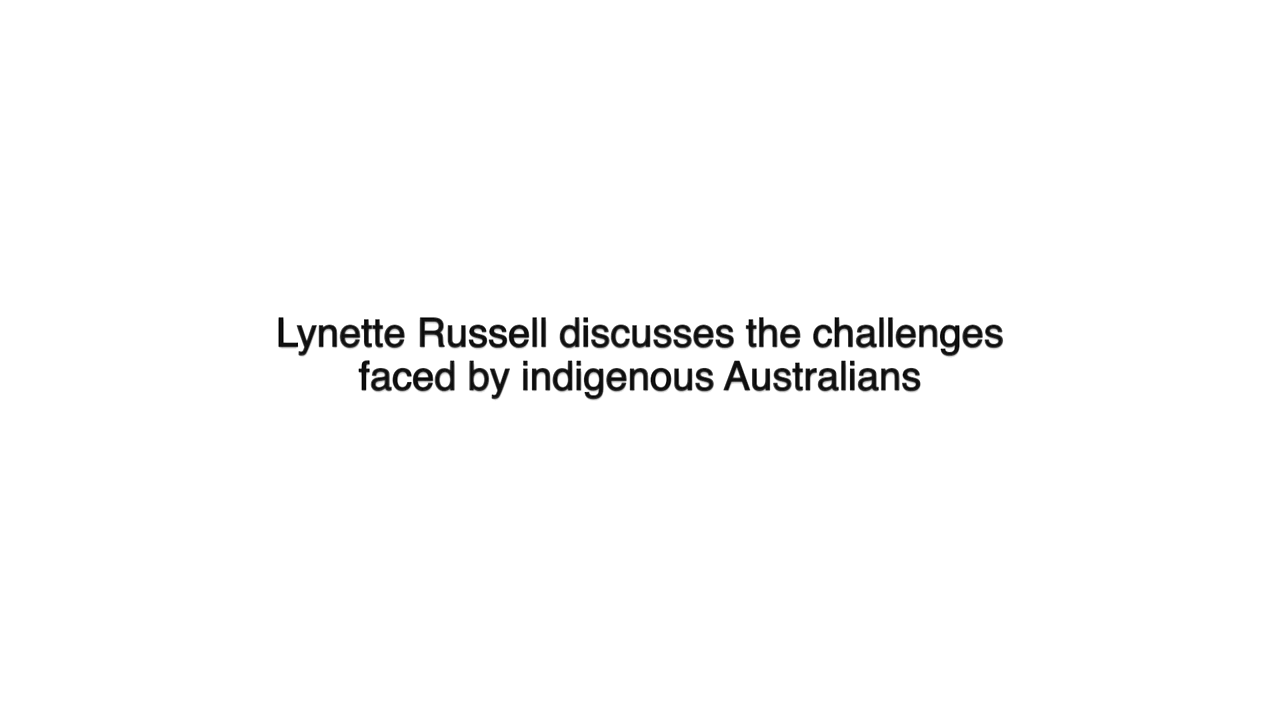 Lynette Russell discusses the challenges
faced by indigenous Australians